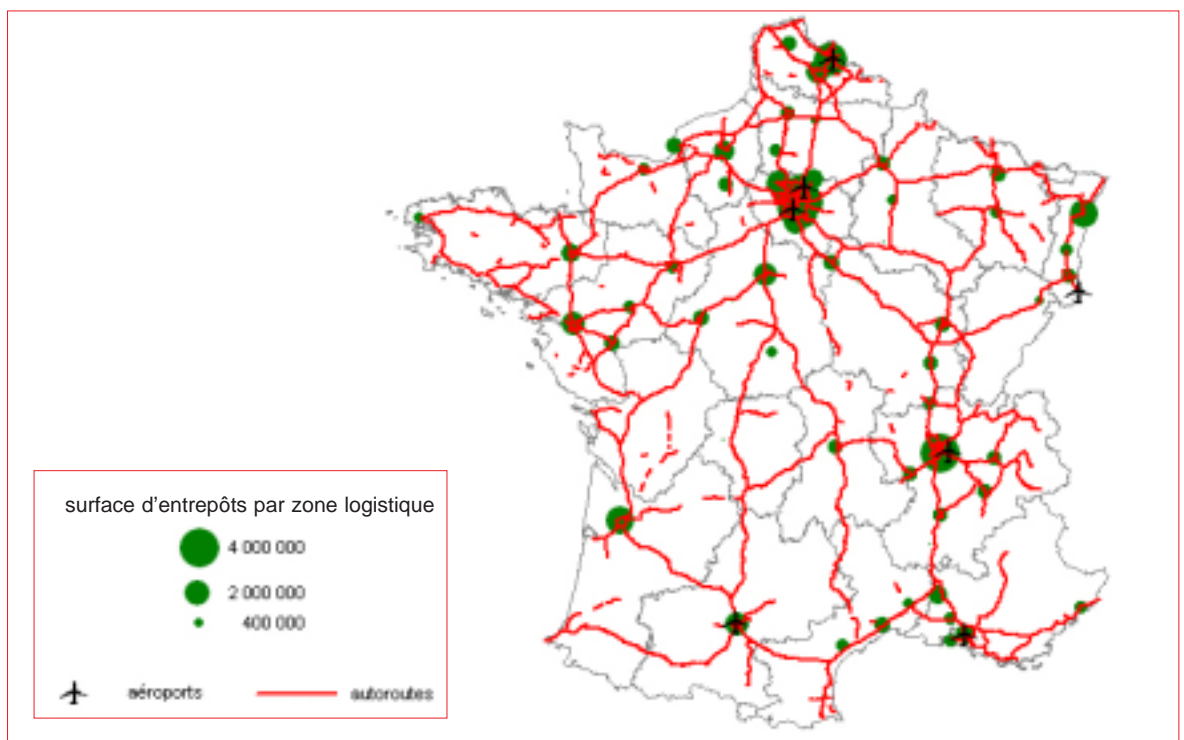 surface d'entrepôts par zone logistique
4 000 000
2 000 000
400 000
aéroports
autoroutes